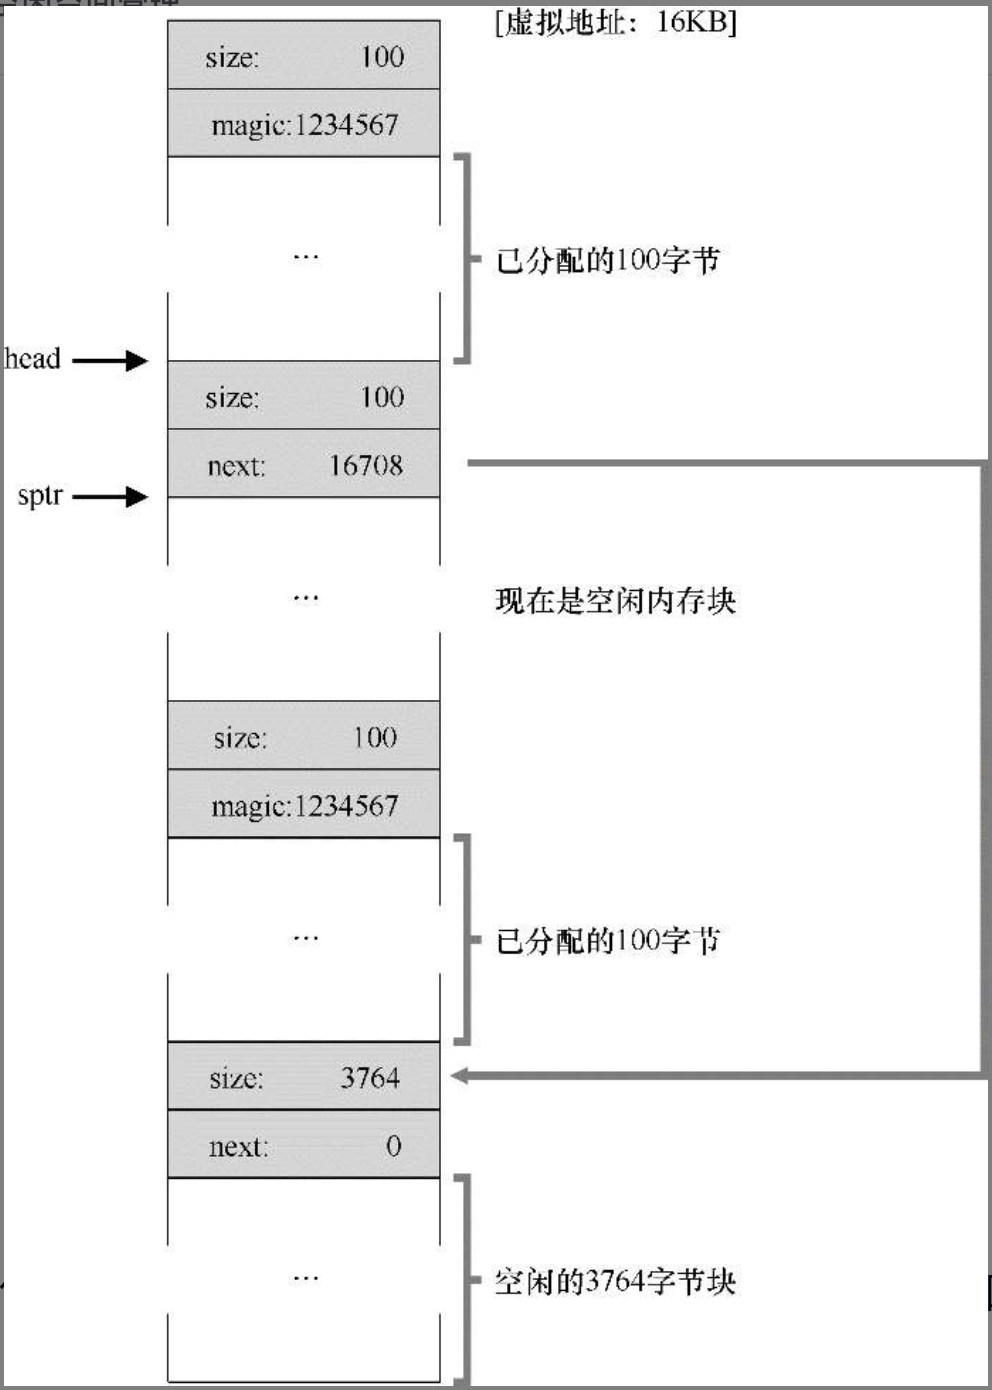 [虚拟地址：16KB]
size: 100
magic:1234567
...
已分配的100字节
head
size: 100
next: 16708
sptr
...
现在是空闲内存块
size: 100
magic:1234567
...
已分配的100字节
size: 3764
next: 0
...
空闲的3764字节块